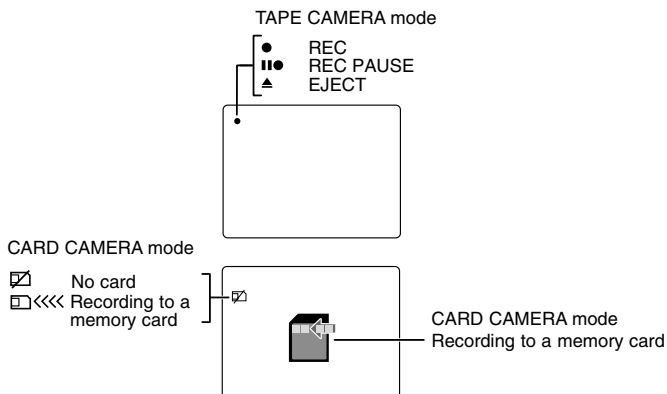 TAPE CAMERA mode
REC
REC PAUSE
EJECT
CARD CAMERA mode
No card
Recording to a
memory card
CARD CAMERA mode
Recording to a memory card